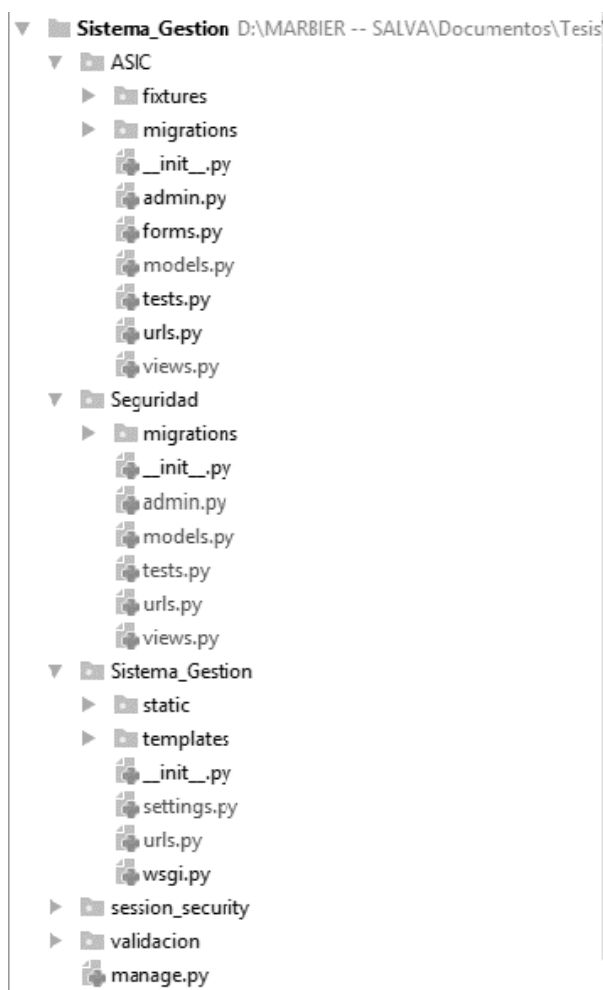 Sistema_Gestion D:\MARBIER -- SALVA\Documentos\Tesis
ASIC
fixtures
migrations
__init__.py
admin.py
forms.py
models.py
tests.py
urls.py
views.py
Seguridad
migrations
__init__.py
admin.py
models.py
tests.py
urls.py
views.py
Sistema_Gestion
static
templates
__init__.py
settings.py
urls.py
wsgi.py
session_security
validacion
manage.py